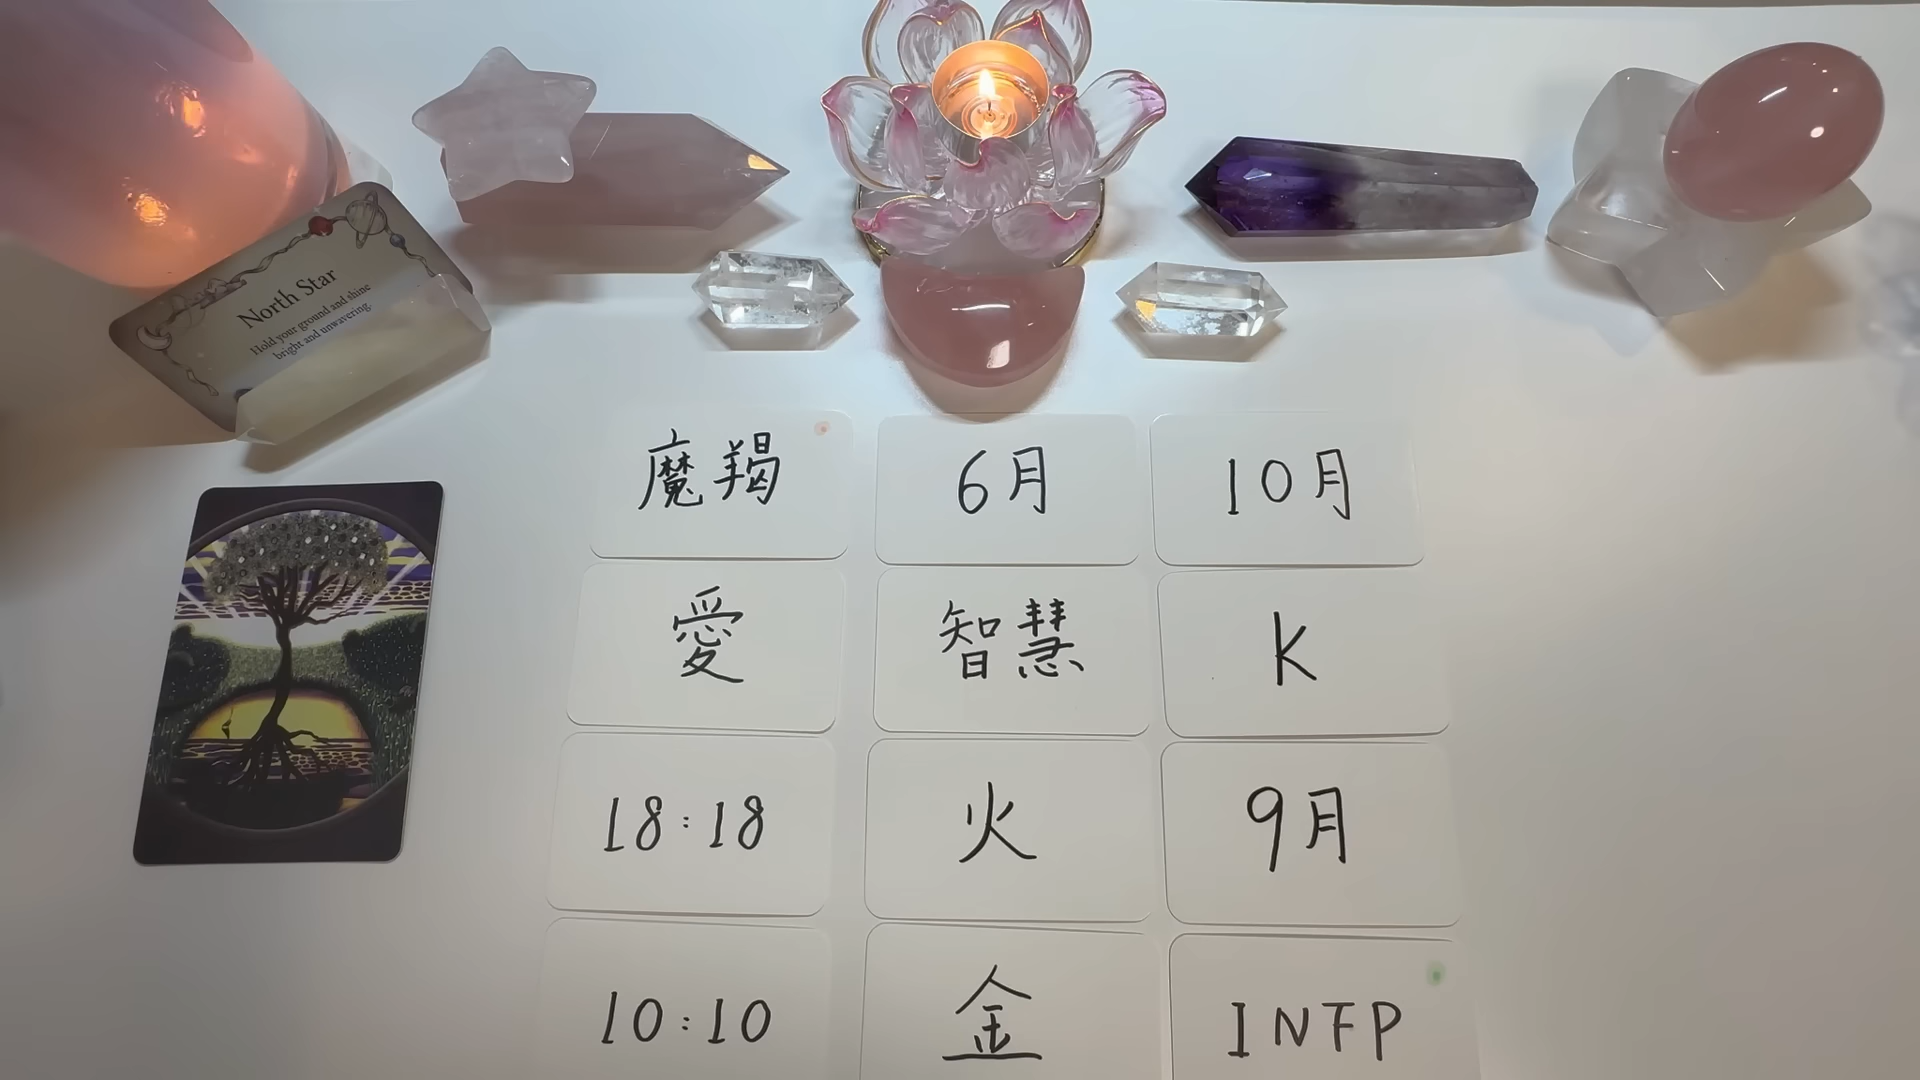 North Star
Hold your ground and shine
bright and unwavering.
魔羯
6月
10月
愛
智慧
K
18:18
火
9月
10:10
金
INFP